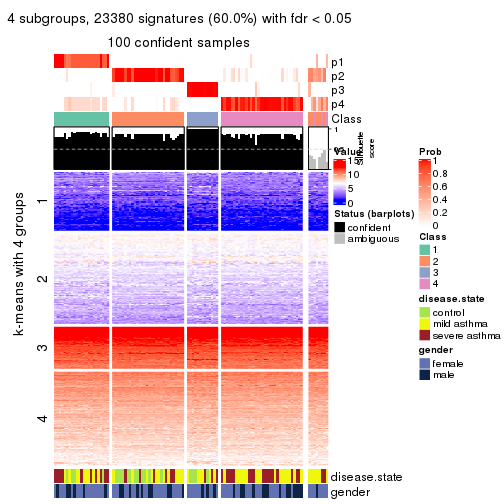 4 subgroups, 23380 signatures (60.0%) with fdr < 0.05
100 confident samples
p1
p2
p3
p4
Class
1
Silhouette
score
k-means with 4 groups
1
2
3
4
Value
15
10
5
0
Status (barplots)
confident
ambiguous
Prob
1
0.8
0.6
0.4
0.2
0
Class
1
2
3
4
disease.state
control
mild asthma
severe asthma
gender
female
male
disease.state
gender